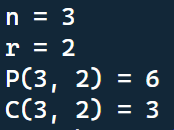 n = 3
r = 2
P(3, 2) = 6
C(3, 2) = 3